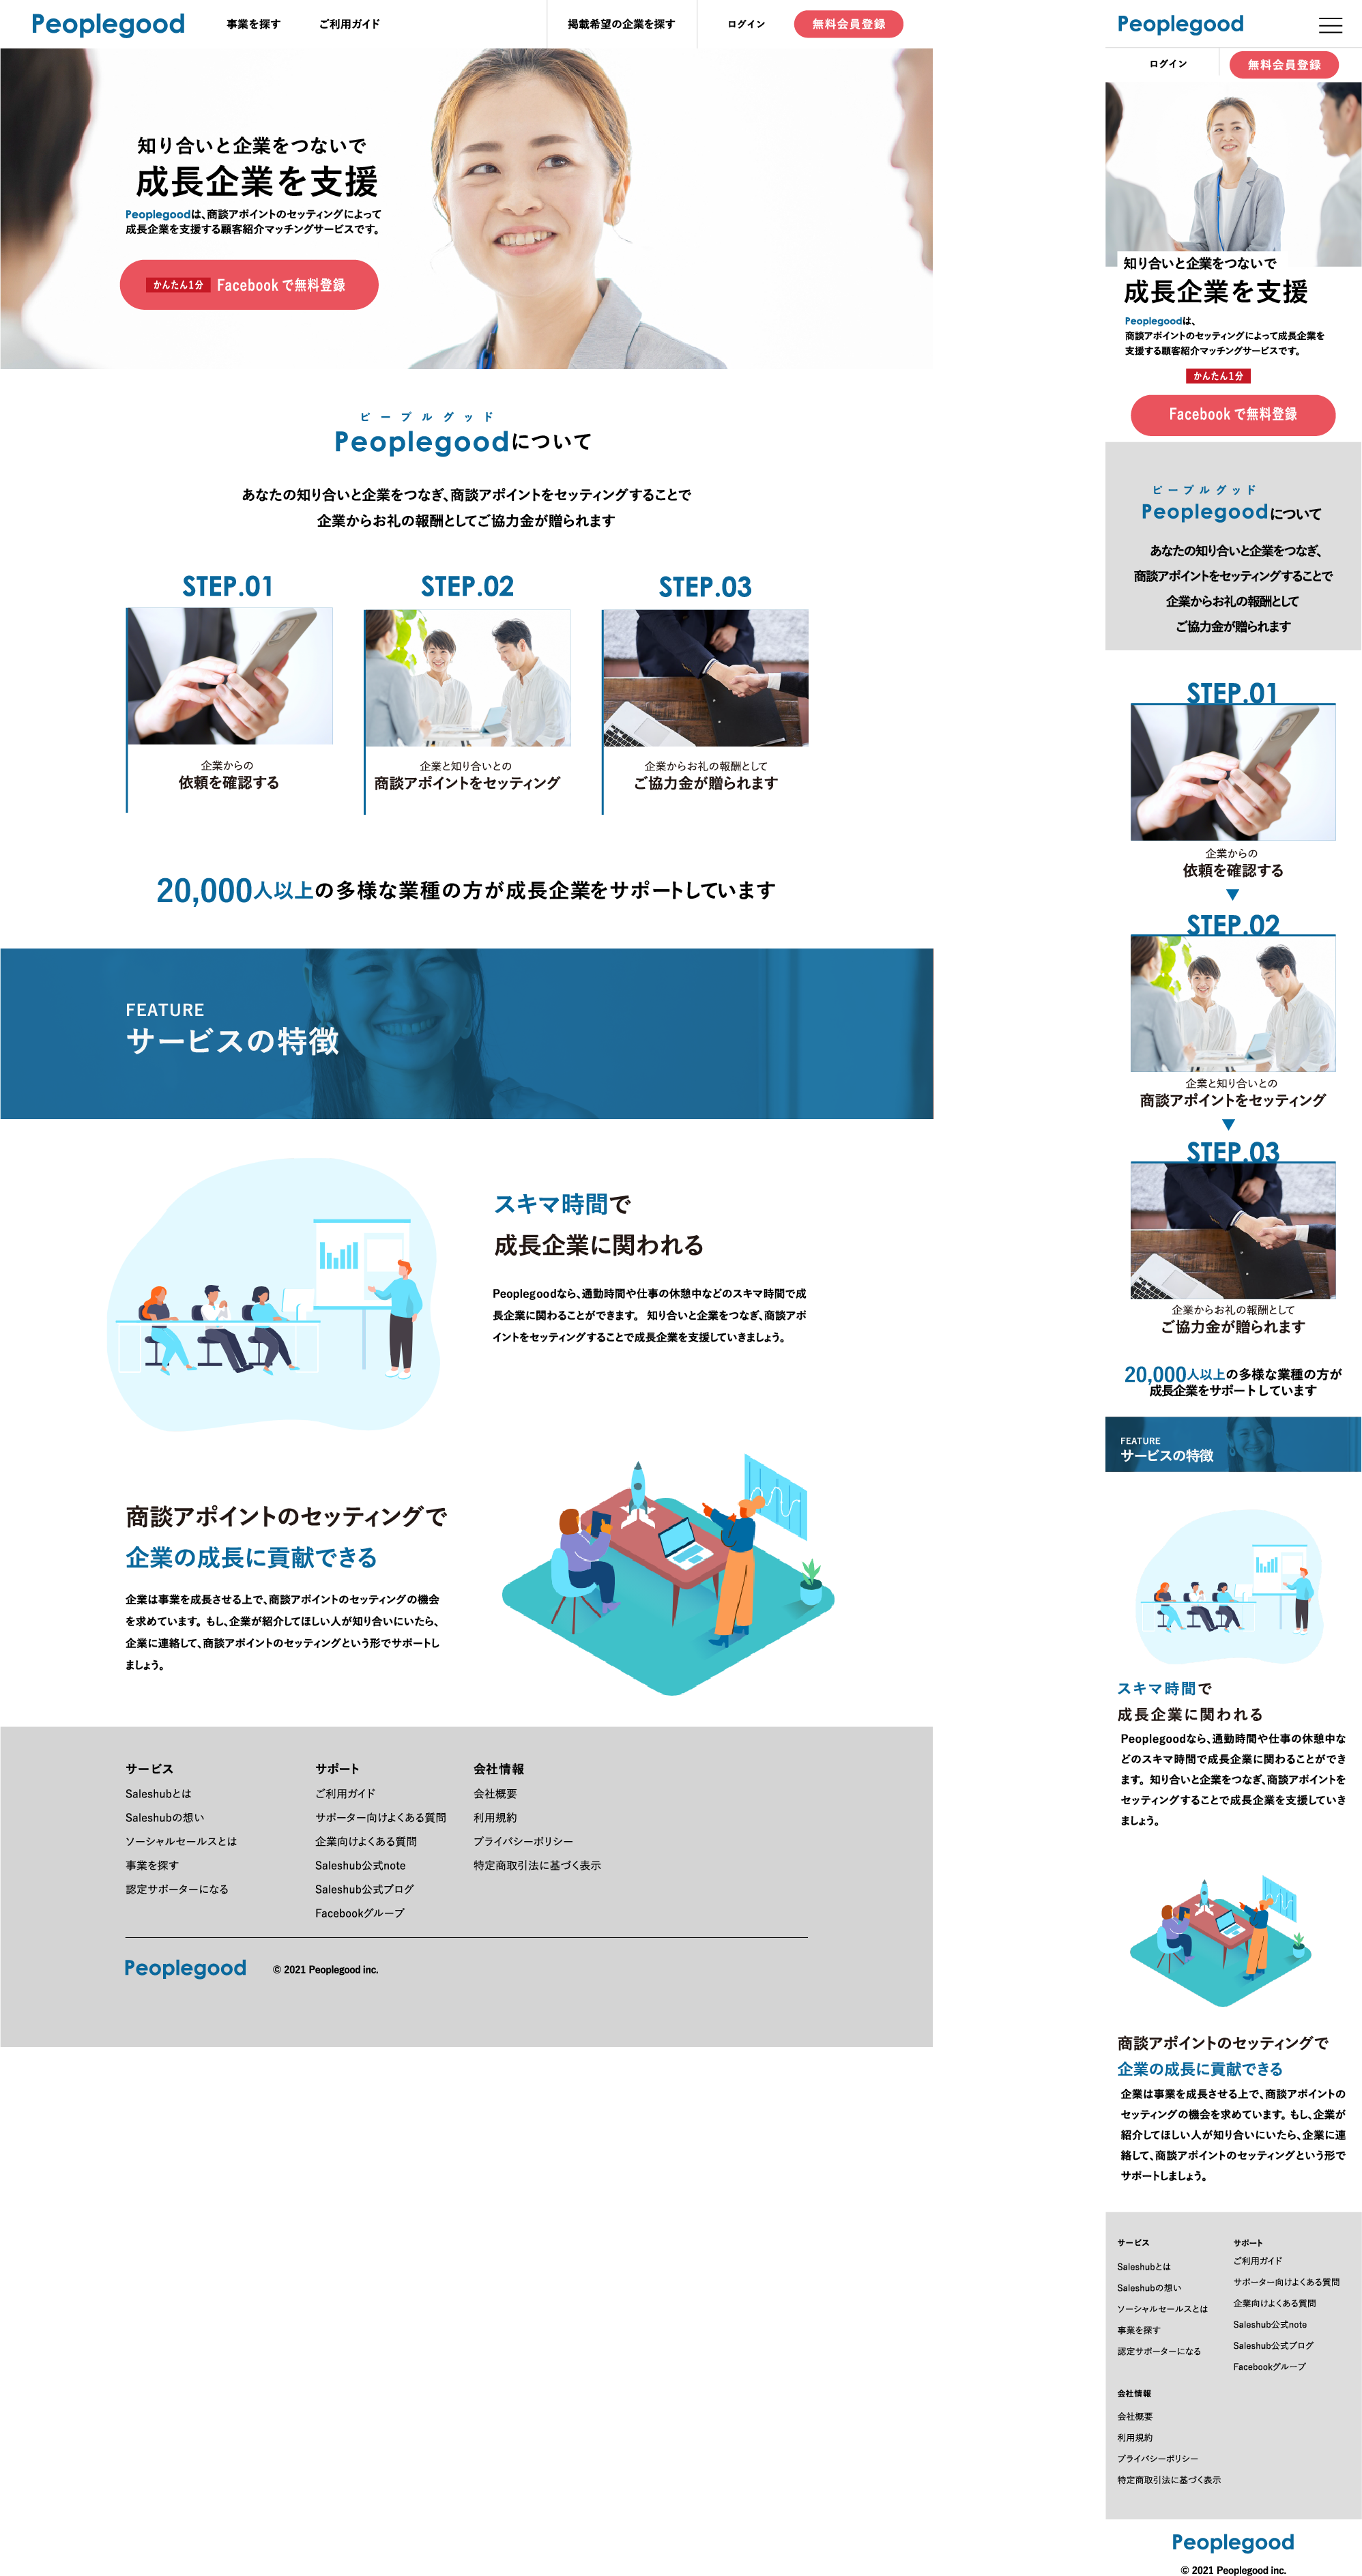 Peoplegood
事業を探す
ご利用ガイド
掲載希望の企業を探す
ログイン
無料会員登録
知り合いと企業をつないで
成長企業を支援
Peoplegoodは、商談アポイントのセッティングによって
成長企業を支援する顧客紹介マッチングサービスです。
かんたん1分 Facebookで無料登録
ピープルグッド
Peoplegoodについて
あなたの知り合いと企業をつなぎ、商談アポイントをセッティングすることで
企業からお礼の報酬としてご協力金が贈られます
STEP.01
企業からの
依頼を確認する
STEP.02
企業と知り合いとの
商談アポイントをセッティング
STEP.03
企業からお礼の報酬として
ご協力金が贈られます
20,000人以上の多様な業種の方が成長企業をサポートしています
FEATURE
サービスの特徴
スキマ時間で
成長企業に関われる
Peoplegoodなら、通勤時間や仕事の休憩中などのスキマ時間で成
長企業に関わることができます。 知り合いと企業をつなぎ、商談アポ
イントをセッティングすることで成長企業を支援していきましょう。
商談アポイントのセッティングで
企業の成長に貢献できる
企業は事業を成長させる上で、商談アポイントのセッティングの機会
を求めています。もし、企業が紹介してほしい人が知り合いにいたら、
企業に連絡して、商談アポイントのセッティングという形でサポートし
ましょう。
サービス
Saleshubとは
Saleshubの想い
ソーシャルセールスとは
事業を探す
認定サポーターになる
サポート
ご利用ガイド
サポーター向けよくある質問
企業向けよくある質問
Saleshub公式note
Saleshub公式ブログ
Facebookグループ
会社情報
会社概要
利用規約
プライバシーポリシー
特定商取引法に基づく表示
Peoplegood
© 2021 Peoplegood inc.
Peoplegood
ログイン
無料会員登録
知り合いと企業をつないで
成長企業を支援
Peoplegoodは、
商談アポイントのセッティングによって成長企業を
支援する顧客紹介マッチングサービスです。
かんたん1分
Facebookで無料登録
ピープルグッド
Peoplegoodについて
あなたの知り合いと企業をつなぎ、
商談アポイントをセッティングすることで
企業からお礼の報酬として
ご協力金が贈られます
STEP.01
企業からの
依頼を確認する
STEP.02
企業と知り合いとの
商談アポイントをセッティング
STEP.03
企業からお礼の報酬として
ご協力金が贈られます
20,000人以上の多様な業種の方が
成長企業をサポートしています
FEATURE
サービスの特徴
スキマ時間で
成長企業に関われる
Peoplegoodなら、通勤時間や仕事の休憩中な
どのスキマ時間で成長企業に関わることができ
ます。知り合いと企業をつなぎ、商談アポイントを
セッティングすることで成長企業を支援していき
ましょう。
商談アポイントのセッティングで
企業の成長に貢献できる
企業は事業を成長させる上で、商談アポイントの
セッティングの機会を求めています。もし、企業が
紹介してほしい人が知り合いにいたら、企業に連
絡して、商談アポイントのセッティングという形で
サポートしましょう。
サービス
Saleshubとは
Saleshubの想い
ソーシャルセールスとは
事業を探す
認定サポーターになる
サポート
ご利用ガイド
サポーター向けよくある質問
企業向けよくある質問
Saleshub公式note
Saleshub公式ブログ
Facebookグループ
会社情報
会社概要
利用規約
プライバシーポリシー
特定商取引法に基づく表示
Peoplegood
© 2021 Peoplegood inc.